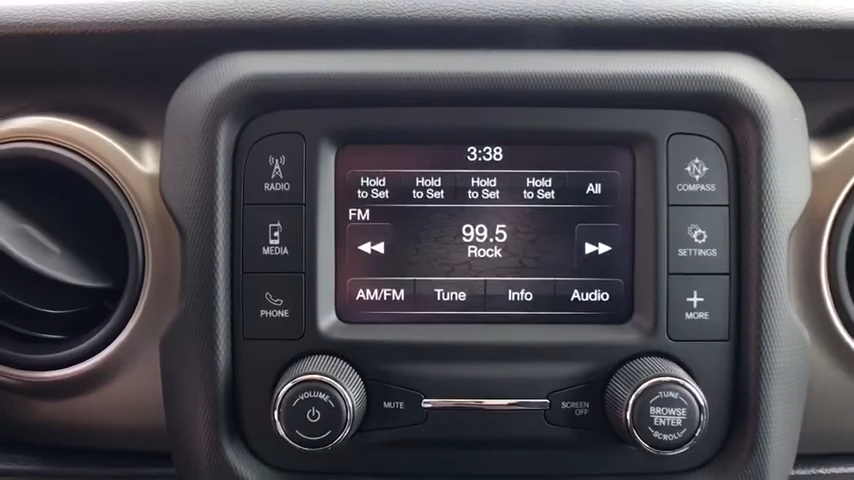 3:38
RADIO
Hold to Set
Hold to Set
Hold to Set
Hold to Set
All
N
COMPASS
FM
MEDIA
99.5
Rock
SETTINGS
PHONE
AM/FM
Tune
Info
Audio
MORE
VOLUME
MUTE
SCREEN OFF
TUNE
BROWSE
ENTER
SCROLL